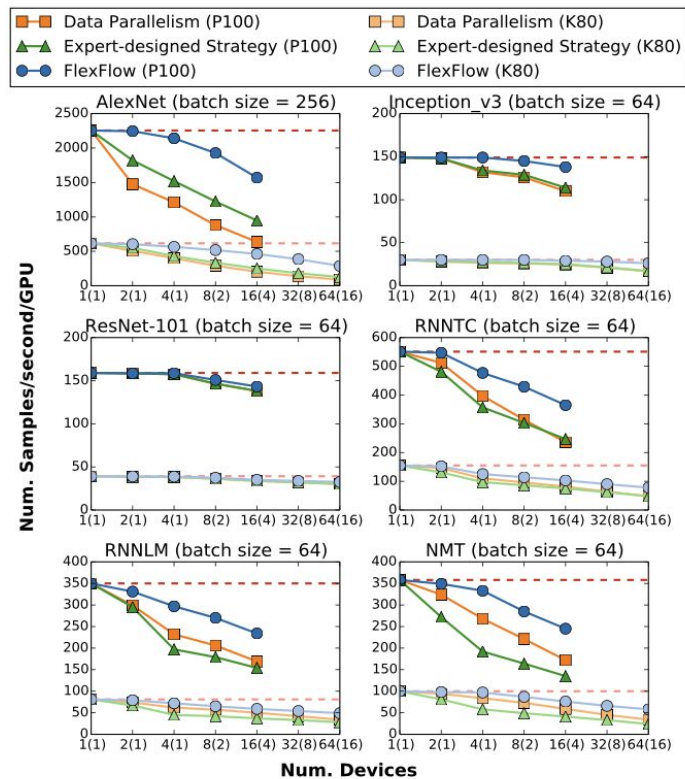 Data Parallelism (P100)
Data Parallelism (K80)
Expert-designed Strategy (P100)
Expert-designed Strategy (K80)
FlexFlow (P100)
FlexFlow (K80)
AlexNet (batch size = 256)
2500
2000
1500
1000
500
0
1(1) 2(1) 4(1) 8(2) 16(4) 32(8) 64(16)
Inception_v3 (batch size = 64)
200
150
100
50
0
1(1) 2(1) 4(1) 8(2) 16(4) 32(8) 64(16)
ResNet-101 (batch size = 64)
200
150
100
50
0
1(1) 2(1) 4(1) 8(2) 16(4) 32(8) 64(16)
RNNTC (batch size = 64)
600
500
400
300
200
100
0
1(1) 2(1) 4(1) 8(2) 16(4) 32(8) 64(16)
RNNLM (batch size = 64)
400
350
300
250
200
150
100
50
0
1(1) 2(1) 4(1) 8(2) 16(4) 32(8) 64(16)
NMT (batch size = 64)
400
350
300
250
200
150
100
50
0
1(1) 2(1) 4(1) 8(2) 16(4) 32(8) 64(16)
Num. Samples/second/GPU
Num. Devices